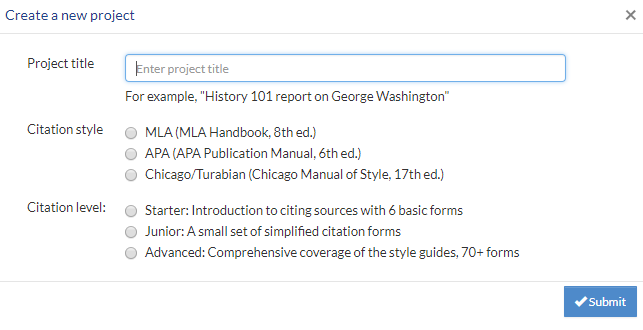 Create a new project ×
Project title
Enter project title
For example, "History 101 report on George Washington"
Citation style
MLA (MLA Handbook, 8th ed.)
APA (APA Publication Manual, 6th ed.)
Chicago/Turabian (Chicago Manual of Style, 17th ed.)
Citation level:
Starter: Introduction to citing sources with 6 basic forms
Junior: A small set of simplified citation forms
Advanced: Comprehensive coverage of the style guides, 70+ forms
✔Submit